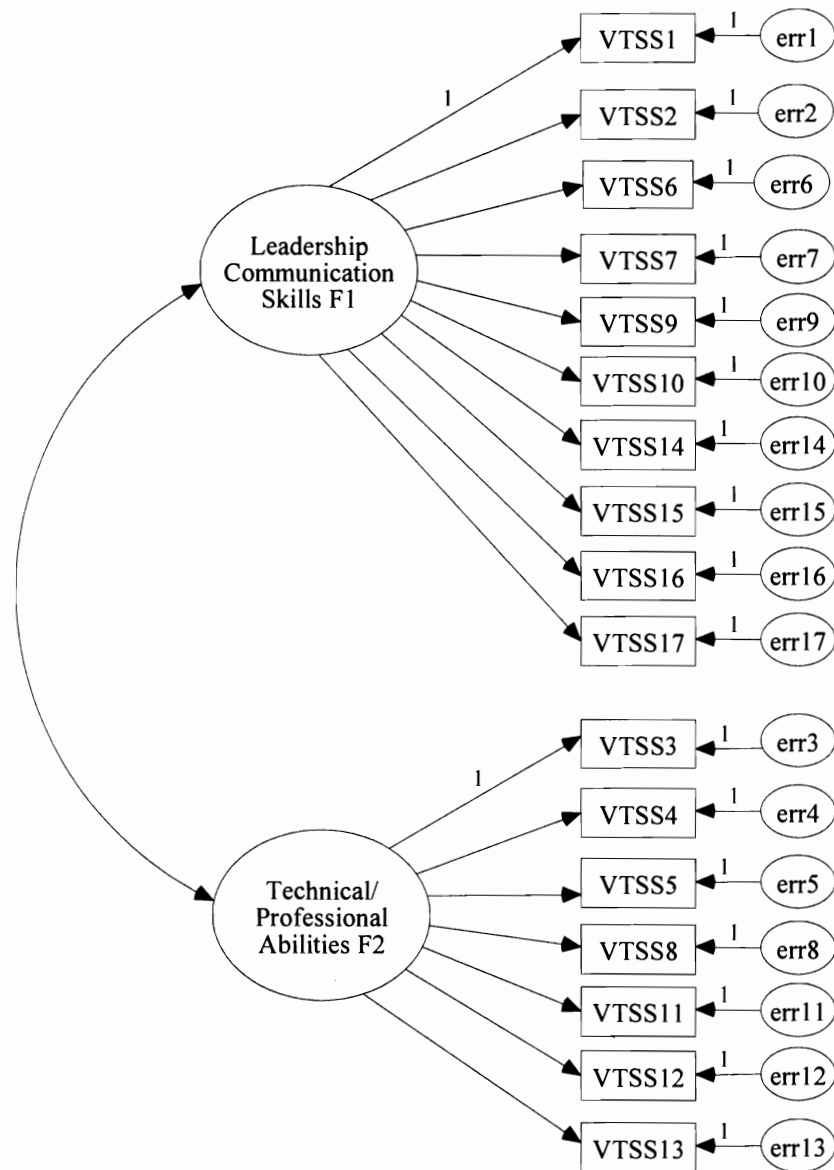 VTSS1 1 err1
1
VTSS2 1 err2
VTSS6 1 err6
Leadership
Communication
Skills F1
VTSS7 1 err7
VTSS9 1 err9
VTSS10 1 err10
VTSS14 1 err14
VTSS15 1 err15
VTSS16 1 err16
VTSS17 1 err17
VTSS3 1 err3
1
VTSS4 1 err4
VTSS5 1 err5
Technical/
Professional
Abilities F2
VTSS8 1 err8
VTSS11 1 err11
VTSS12 1 err12
VTSS13 1 err13